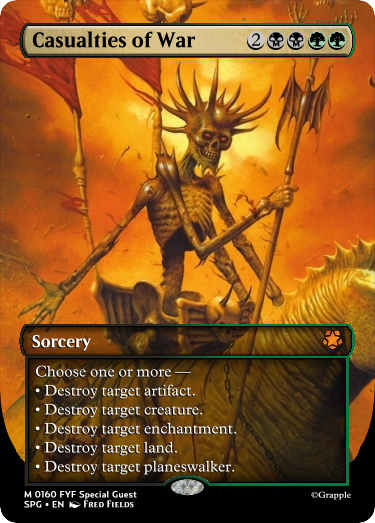 Casualties of War 2
Sorcery
Choose one or more —
• Destroy target artifact.
• Destroy target creature.
• Destroy target enchantment.
• Destroy target land.
• Destroy target planeswalker.
M 0160 FYF Special Guest
SPG • EN Fred Fields
©Grapple